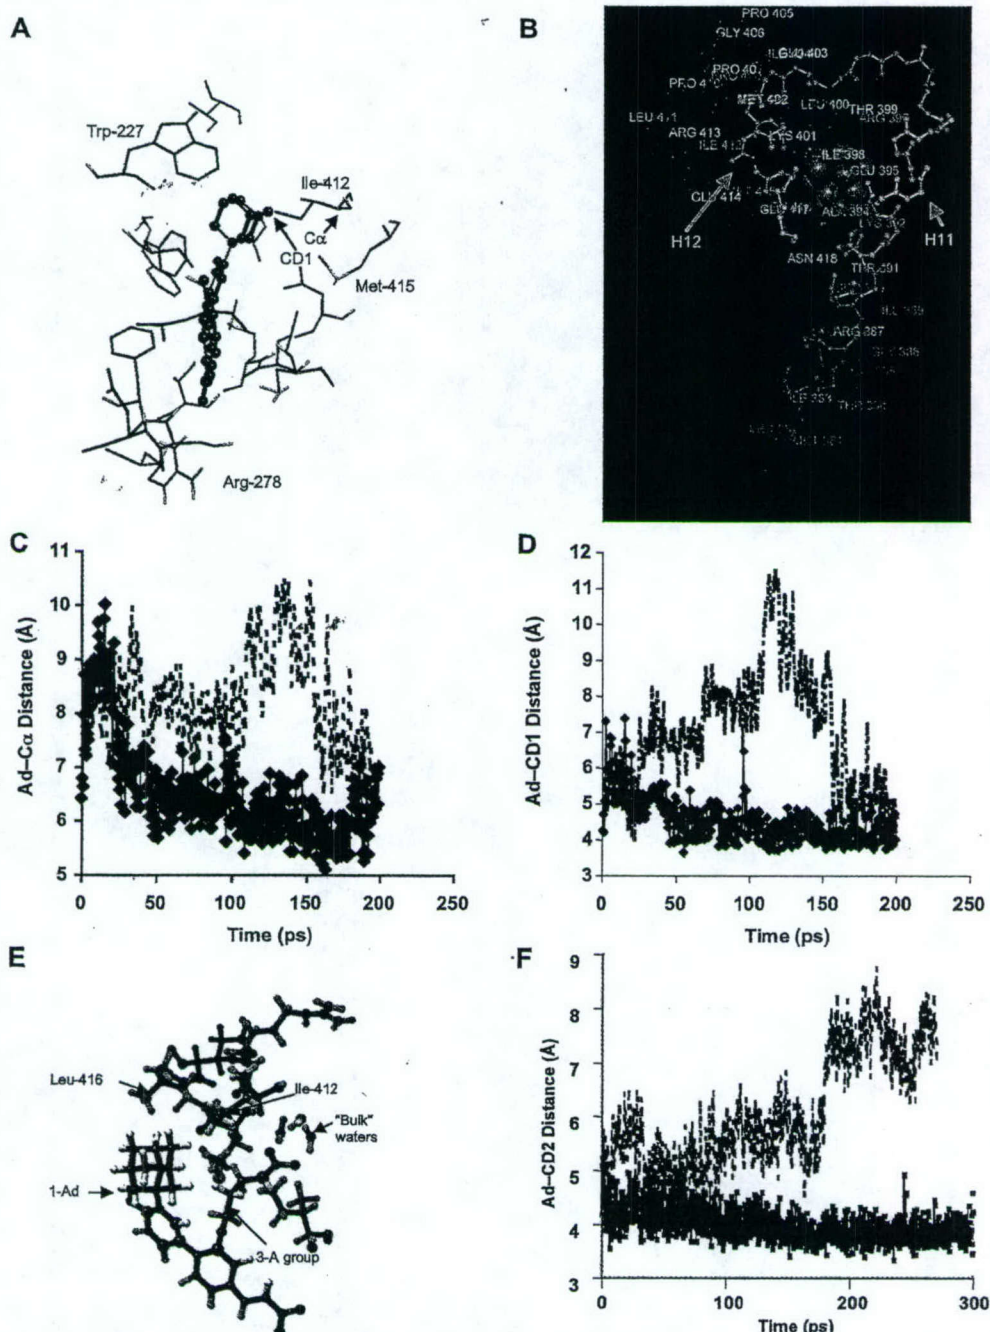 A
Trp-227
Ile-412
Cα
CD1
Met-415
Arg-278
B
PRO 405
GLY 406
PRO 40
MET 402
LEU 400
THR 399
LEU 411
ARG 413
YS 401
ILE 398
GLU 395
GLU 414
GLU 417
H12
H11
ASN 418
THR 391
ARG 387
C
11
10
9
8
7
6
5
Ad–Cα Distance (Å)
0 50 100 150 200 250
Time (ps)
D
12
11
10
9
8
7
6
5
4
3
Ad–CD1 Distance (Å)
0 50 100 150 200 250
Time (ps)
E
Leu-416
Ile-412
"Bulk"
waters
1-Ad
3-A group
F
9
8
7
6
5
4
3
Ad–CD2 Distance (Å)
0 100 200 300
Time (ps)